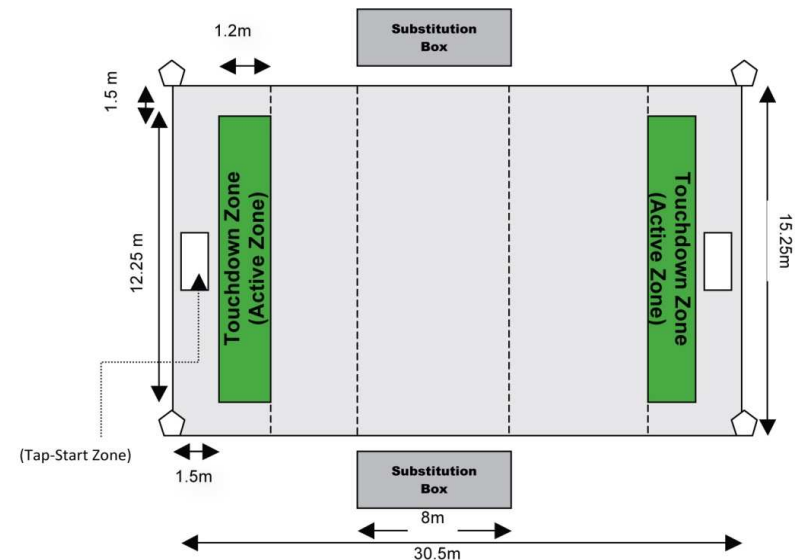 Substitution
Box
1.2m
1.5 m
12.25 m
Touchdown Zone
(Active Zone)
Touchdown Zone
(Active Zone)
15.25m
(Tap-Start Zone)
1.5m
Substitution
Box
8m
30.5m